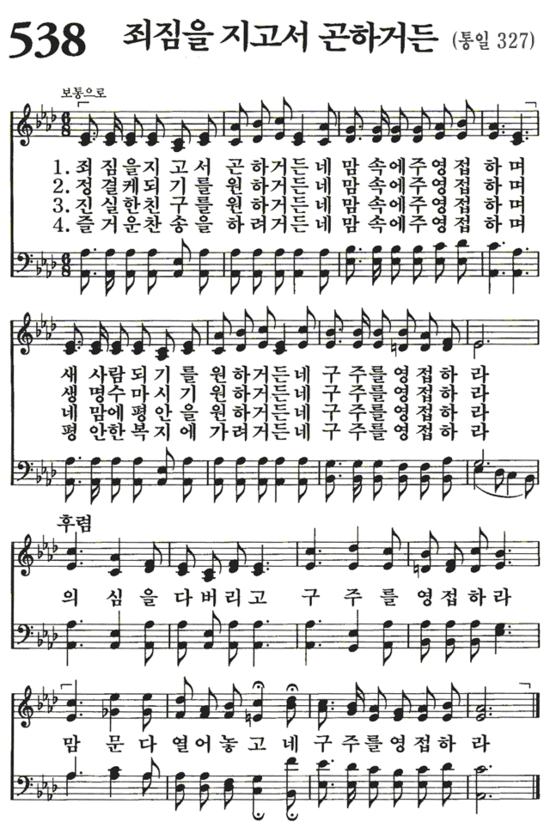 538 죄짐을 지고서 곤하거든 (통일 327)
보통으로
1. 죄 짐을지 고서 곤 하거든네 맘 속에주영접 하며
2. 정결케되 기를 원 하거든네 맘 속에주영접 하며
3. 진실한친 구를 원 하거든네 맘 속에주영접 하며
4. 즐거운찬 송을 하 려거든네 맘 속에주영접 하며
새 사람되 기를 원하거든네 구 주를영접하 라
생 명수마 시기 원하거든네 구 주를영접하 라
네 맘에평 안을 원하거든네 구 주를영접하 라
평 안한복 지에 가려거든네 구 주를영접하 라
후렴
의 심을다버리고 구 주를 영접하라
맘 문다 열어놓고 네 구주를영접하 라